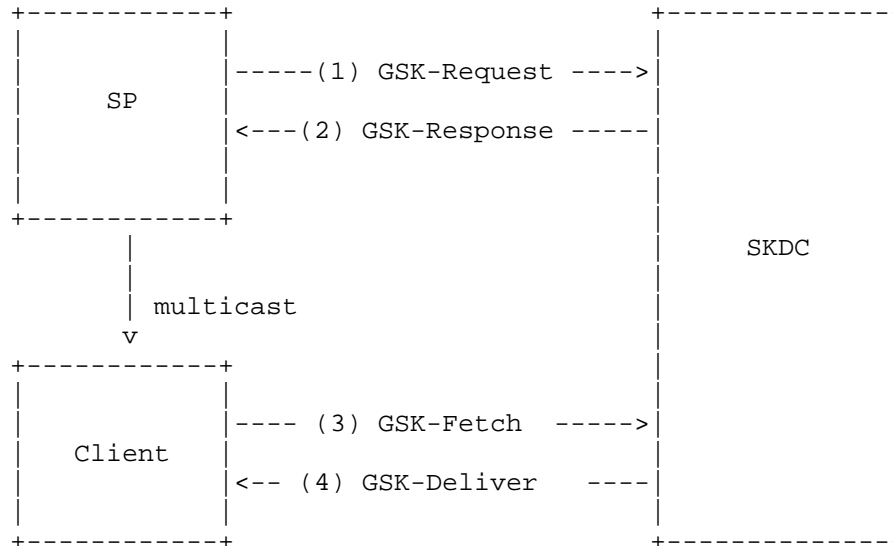 (1) GSK-Request
SP
(2) GSK-Response
SKDC
multicast
(3) GSK-Fetch
Client
(4) GSK-Deliver